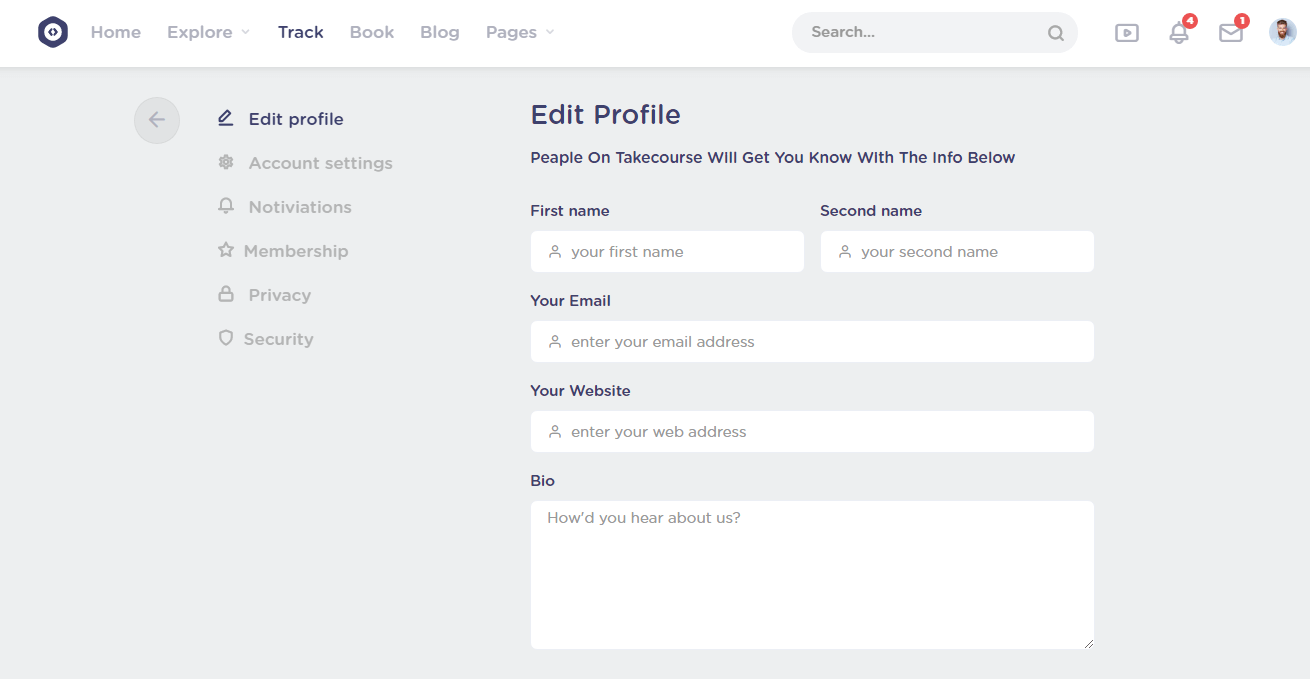 Home Explore Track Book Blog Pages Search... 4 1
Edit profile
Account settings
Notiviations
Membership
Privacy
Security
Edit Profile
Peaple On Takecourse Will Get You Know With The Info Below
First name Second name
your first name your second name
Your Email
enter your email address
Your Website
enter your web address
Bio
How'd you hear about us?